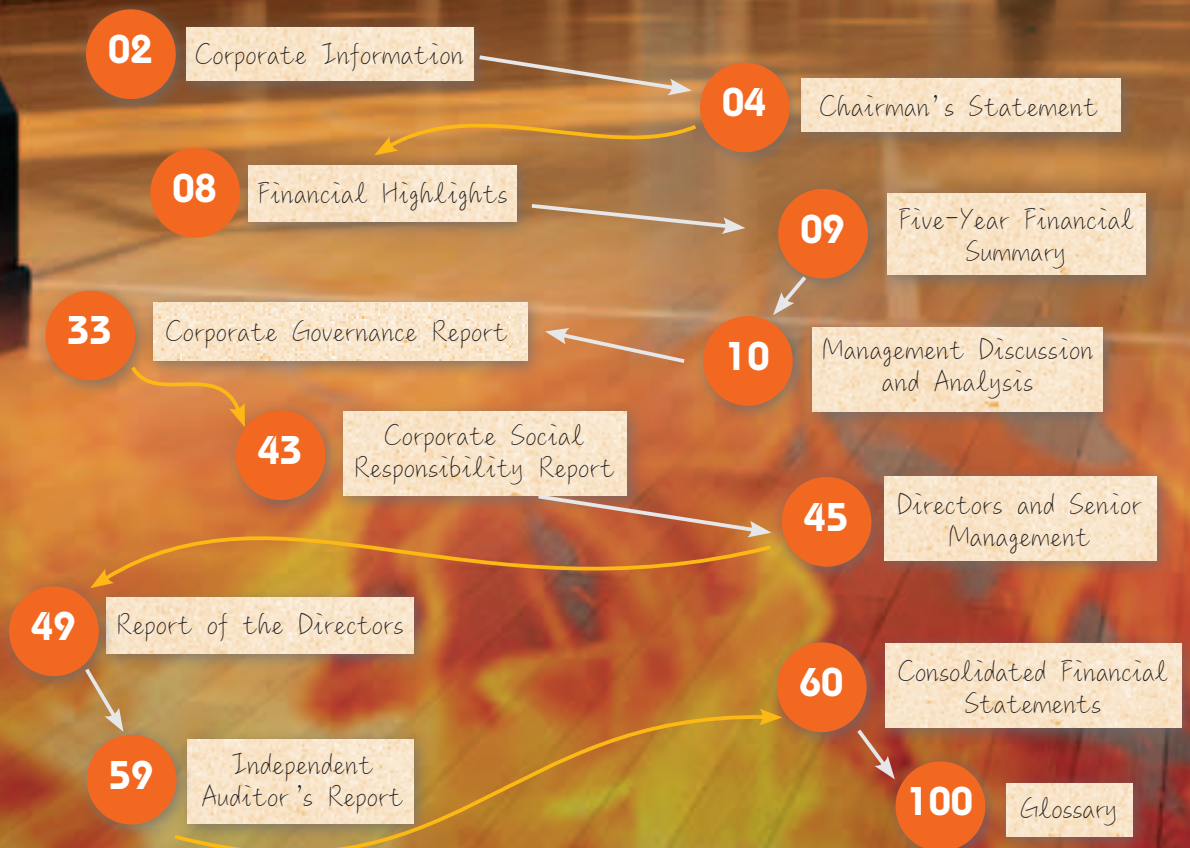 02
Corporate Information
04
Chairman's Statement
08
Financial Highlights
09
Five-Year Financial
Summary
10
Management Discussion
and Analysis
33
Corporate Governance Report
43
Corporate Social
Responsibility Report
45
Directors and Senior
Management
49
Report of the Directors
59
Independent
Auditor's Report
60
Consolidated Financial
Statements
100
Glossary